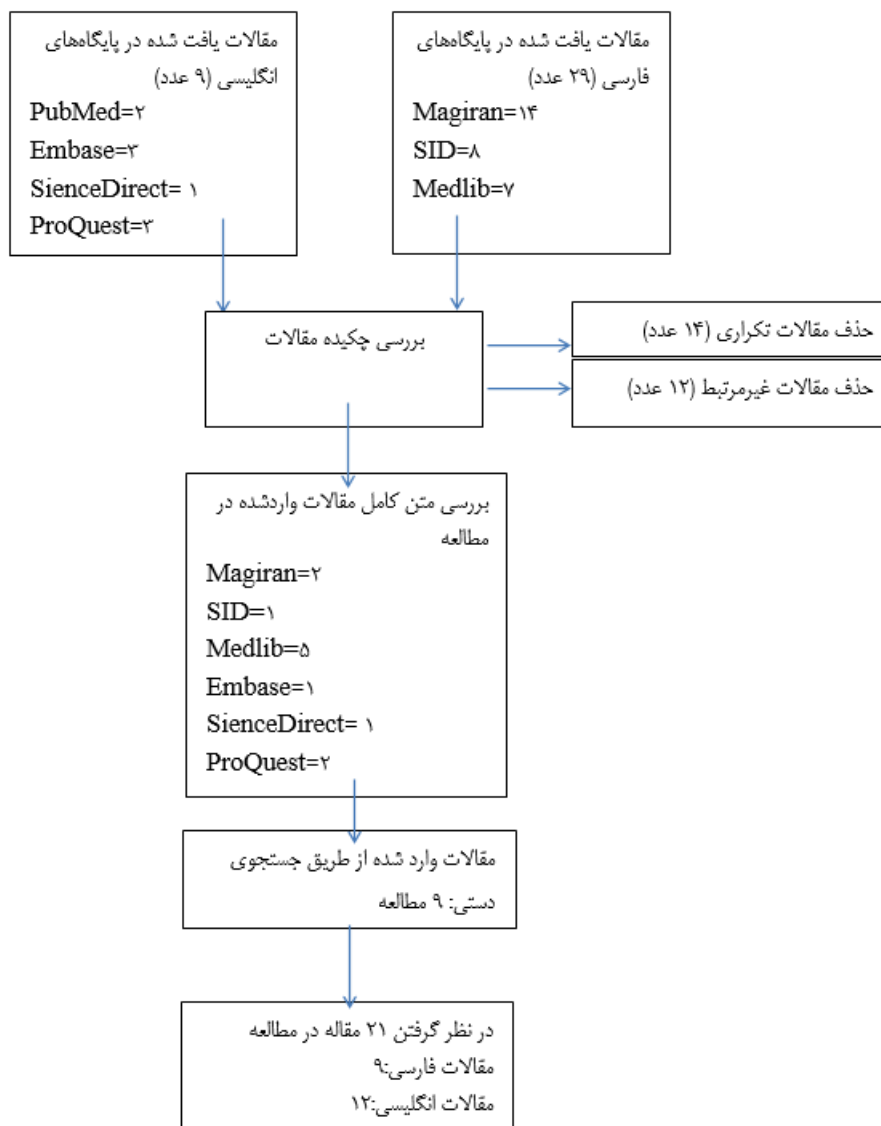 مقالات یافت شده در پایگاه‌های
فارسی (۲۹ عدد)
Magiran=۱۴
SID=۸
Medlib=۷
مقالات یافت شده در پایگاه‌های
انگلیسی (۹ عدد)
PubMed=۲
Embase=۳
SienceDirect= ۱
ProQuest=۳
بررسی چکیده مقالات
حذف مقالات تکراری (۱۴ عدد)
حذف مقالات غیرمرتبط (۱۲ عدد)
بررسی متن کامل مقالات واردشده در
مطالعه
Magiran=۲
SID=۱
Medlib=۵
Embase=۱
SienceDirect= ۱
ProQuest=۲
مقالات وارد شده از طریق جستجوی
دستی: ۹ مطالعه
در نظر گرفتن ۲۱ مقاله در مطالعه
مقالات فارسی:۹
مقالات انگلیسی:۱۲